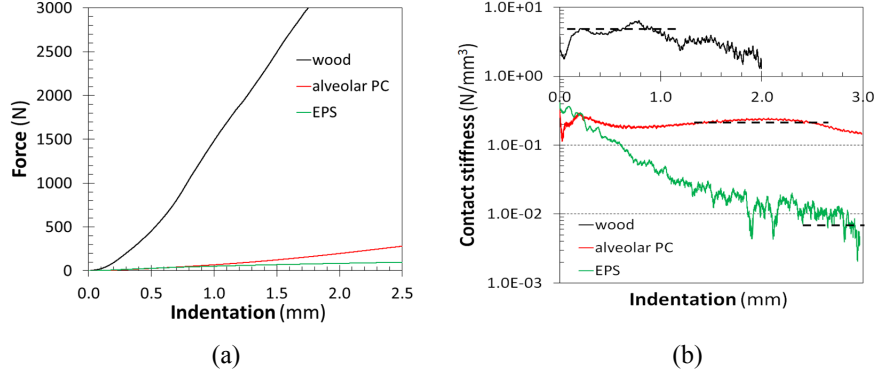 3000
2500
2000
1500
1000
500
0
Force (N)
wood
alveolar PC
EPS
0.0 0.5 1.0 1.5 2.0 2.5
Indentation (mm)
(a)
1.0E+01
1.0E+00
1.0E-01
1.0E-02
1.0E-03
Contact stiffness (N/mm³)
0.0 1.0 2.0 3.0
wood
alveolar PC
EPS
Indentation (mm)
(b)